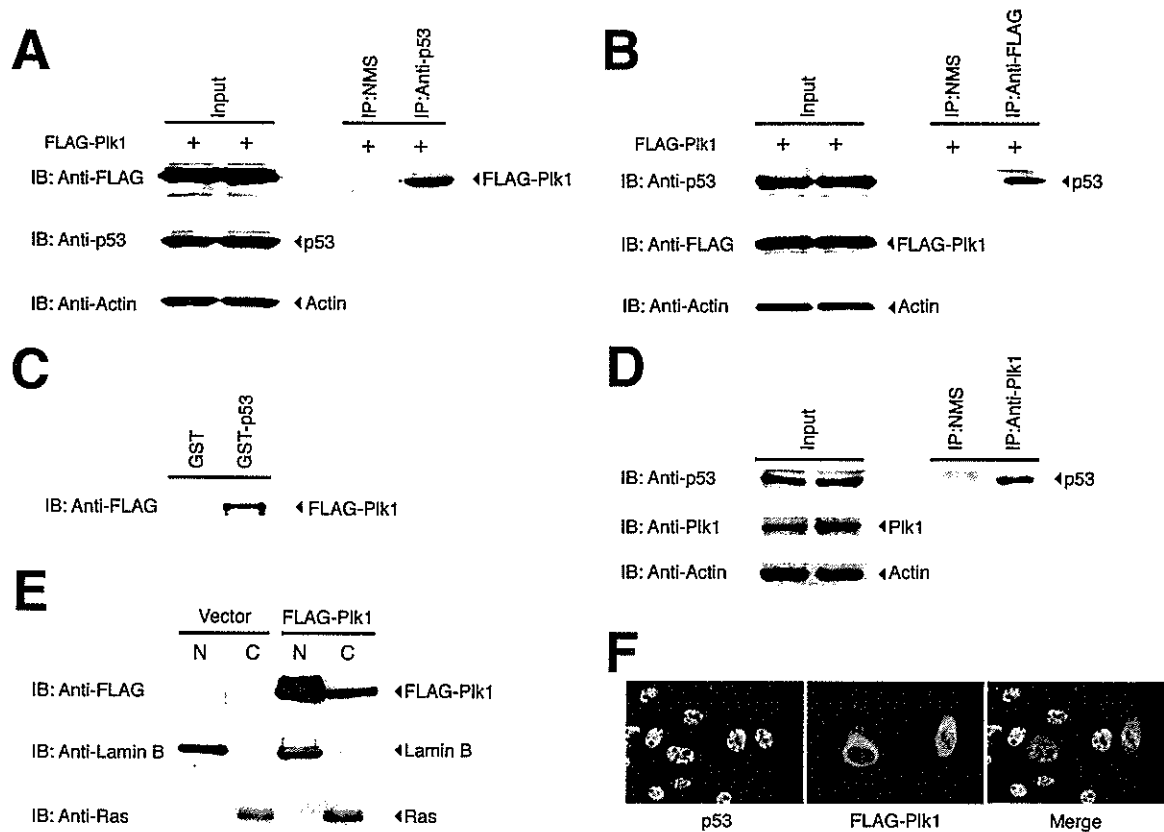 A
Input
IP:NMS
IP:Anti-p53
FLAG-Plk1 + + + +
IB: Anti-FLAG ◂FLAG-Plk1
IB: Anti-p53 ◂p53
IB: Anti-Actin ◂Actin
B
Input
IP:NMS
IP:Anti-FLAG
FLAG-Plk1 + + + +
IB: Anti-p53 ◂p53
IB: Anti-FLAG ◂FLAG-Plk1
IB: Anti-Actin ◂Actin
C
GST
GST-p53
IB: Anti-FLAG ◂ FLAG-Plk1
D
Input
IP:NMS
IP:Anti-Plk1
IB: Anti-p53 ◂p53
IB: Anti-Plk1 ◂Plk1
IB: Anti-Actin ◂Actin
E
Vector FLAG-Plk1
N C N C
IB: Anti-FLAG ◂FLAG-Plk1
IB: Anti-Lamin B ◂Lamin B
IB: Anti-Ras ◂Ras
F
p53 FLAG-Plk1 Merge